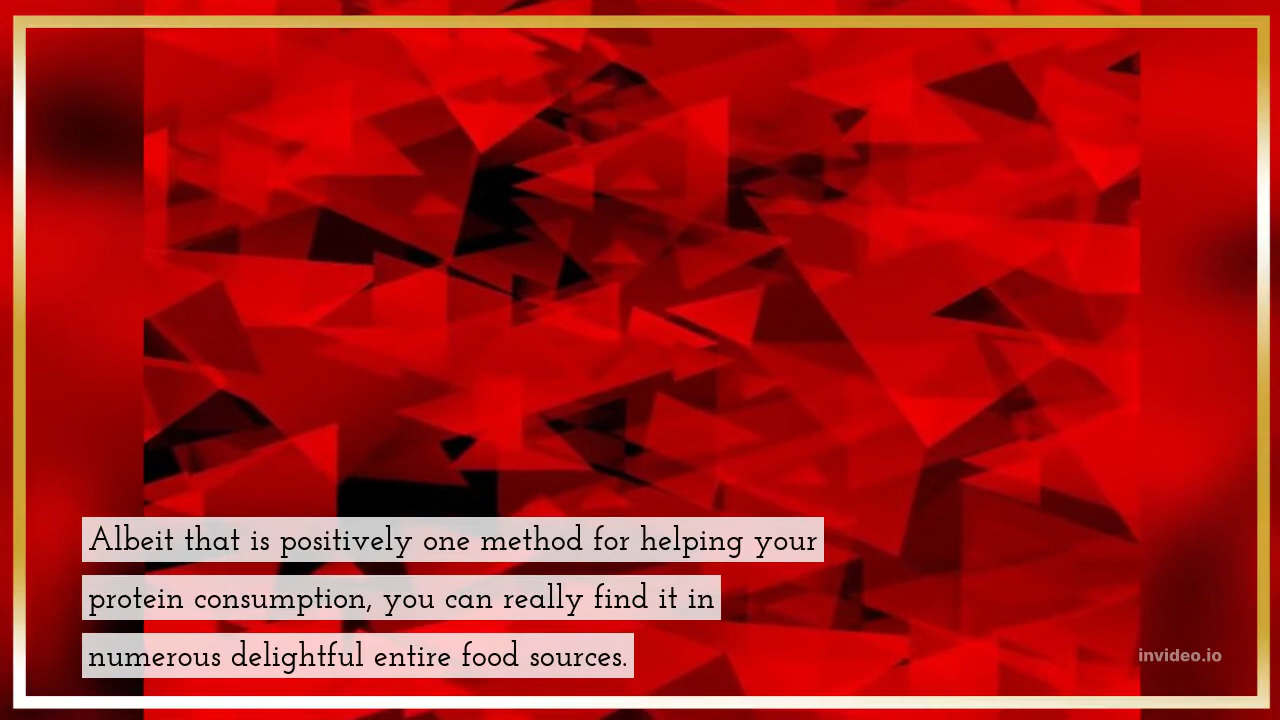 Albeit that is positively one method for helping your
protein consumption, you can really find it in
numerous delightful entire food sources.
invideo.io